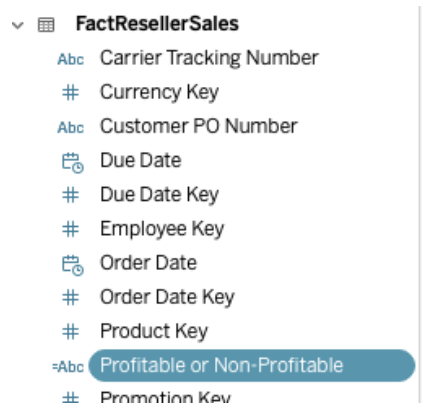 FactResellerSales
Abc Carrier Tracking Number
# Currency Key
Abc Customer PO Number
Due Date
# Due Date Key
# Employee Key
Order Date
# Order Date Key
# Product Key
=Abc Profitable or Non-Profitable
# Promotion Key